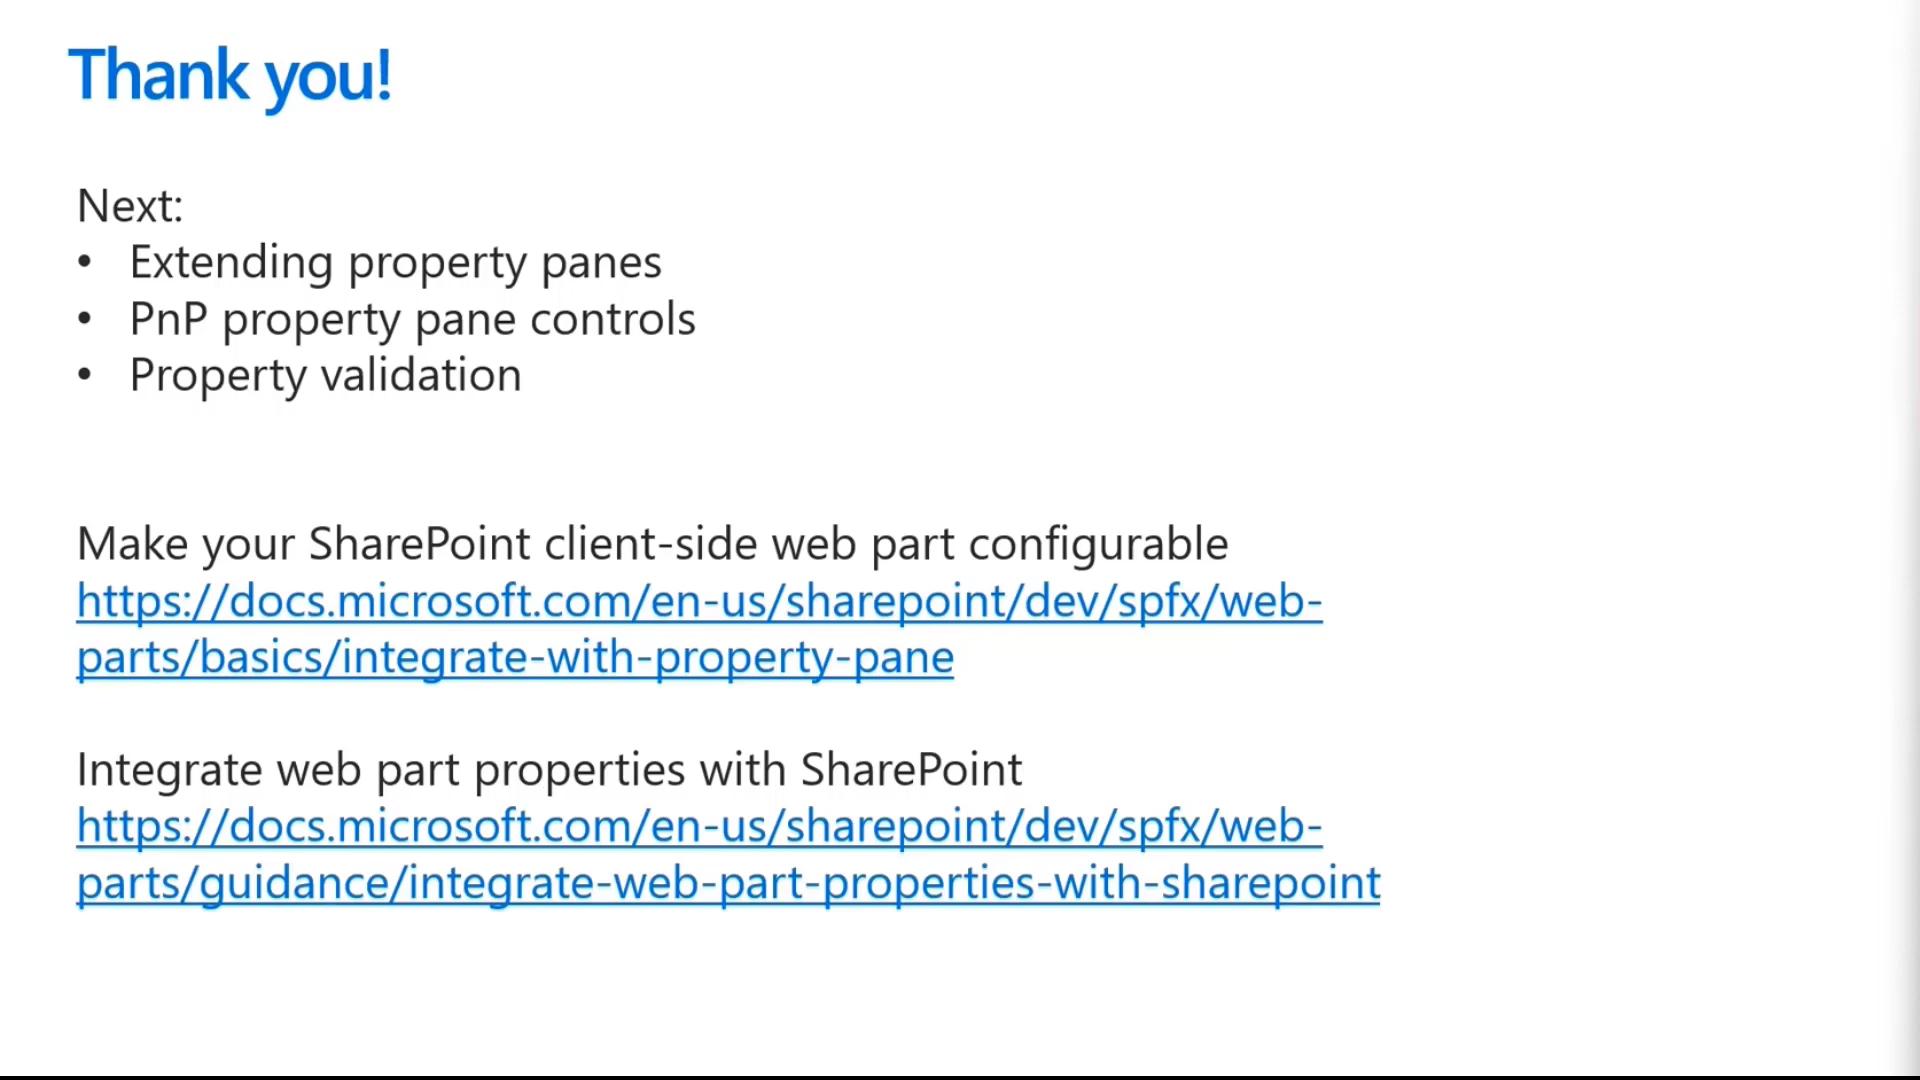 Thank you!
Next:
• Extending property panes
• PnP property pane controls
• Property validation
Make your SharePoint client-side web part configurable
https://docs.microsoft.com/en-us/sharepoint/dev/spfx/web-
parts/basics/integrate-with-property-pane
Integrate web part properties with SharePoint
https://docs.microsoft.com/en-us/sharepoint/dev/spfx/web-
parts/guidance/integrate-web-part-properties-with-sharepoint